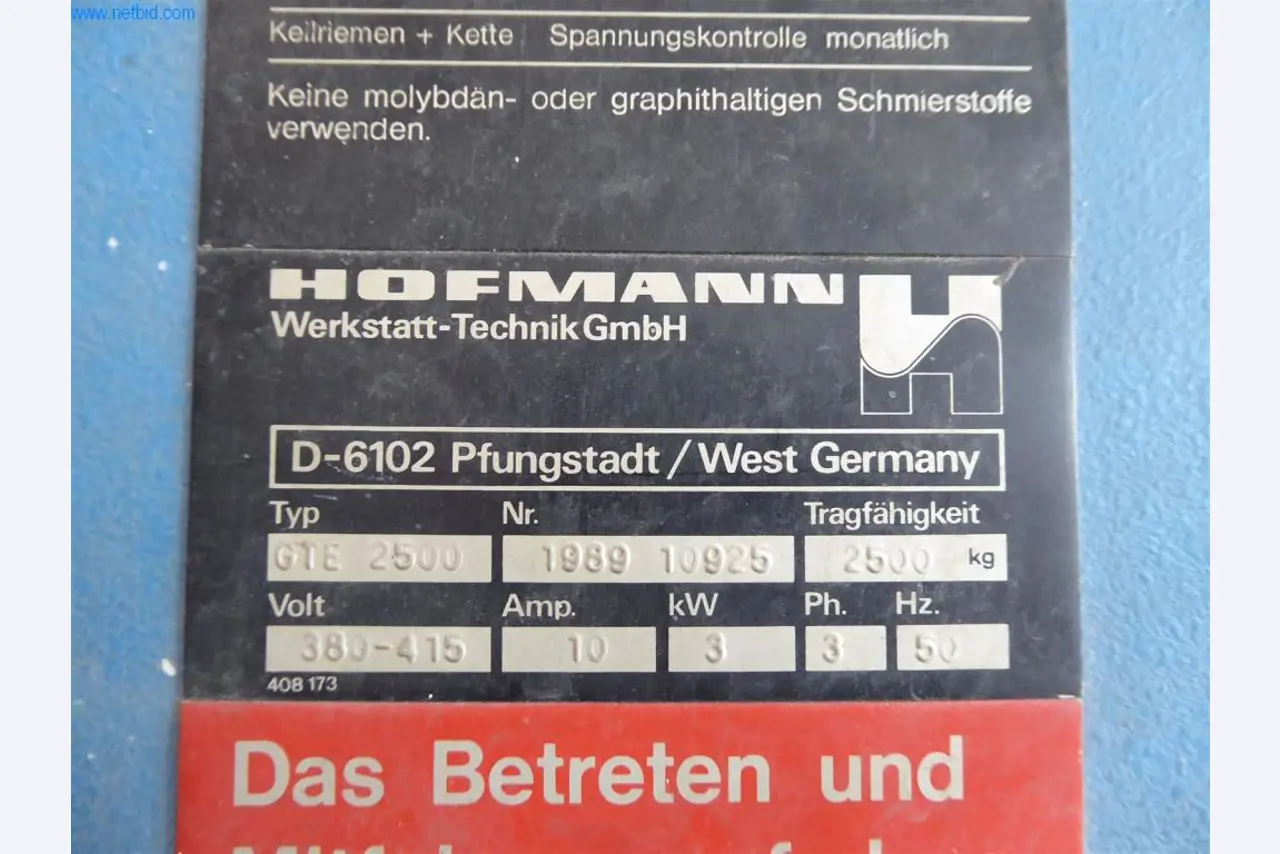 www.netbid.com
Keilriemen + Kette Spannungskontrolle monatlich
Keine molybdän- oder graphithaltigen Schmierstoffe
verwenden.
HOFMANN
Werkstatt-Technik GmbH
D-6102 Pfungstadt / West Germany
Typ Nr. Tragfähigkeit
GTE 2500 1989 10925 2500 kg
Volt Amp. kW Ph. Hz.
380-415 10 3 3 50
408 173
Das Betreten und